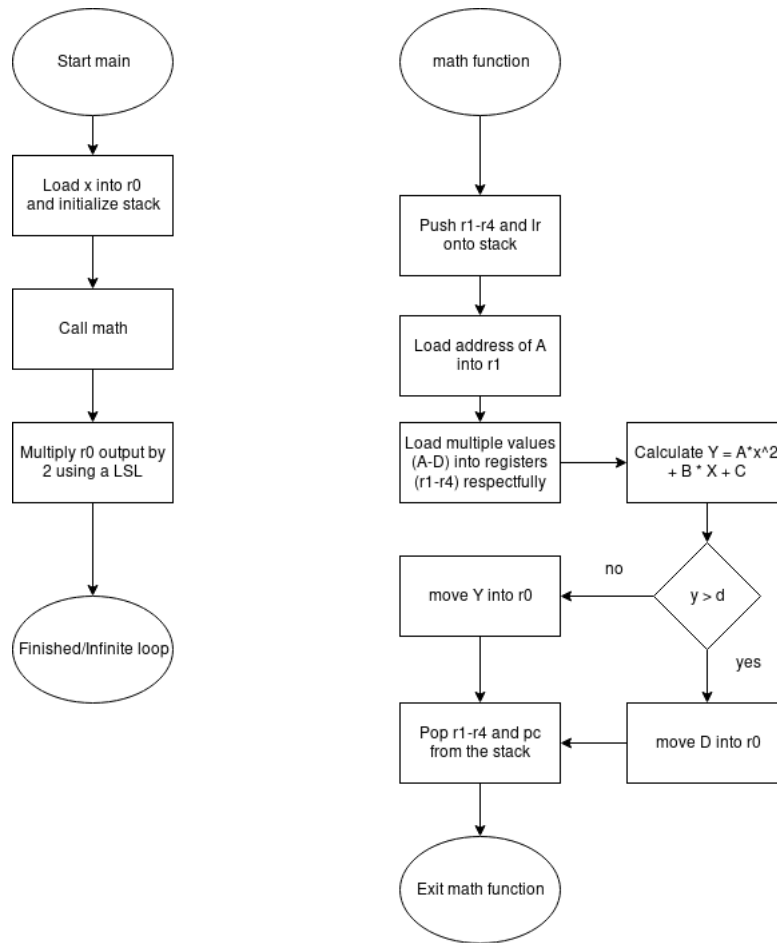 Start main
Load x into r0
and initialize stack
Call math
Multiply r0 output by
2 using a LSL
Finished/Infinite loop
math function
Push r1-r4 and lr
onto stack
Load address of A
into r1
Load multiple values
(A-D) into registers
(r1-r4) respectfully
Calculate Y = A*x^2
+ B * X + C
y > d
no
move Y into r0
yes
move D into r0
Pop r1-r4 and pc
from the stack
Exit math function